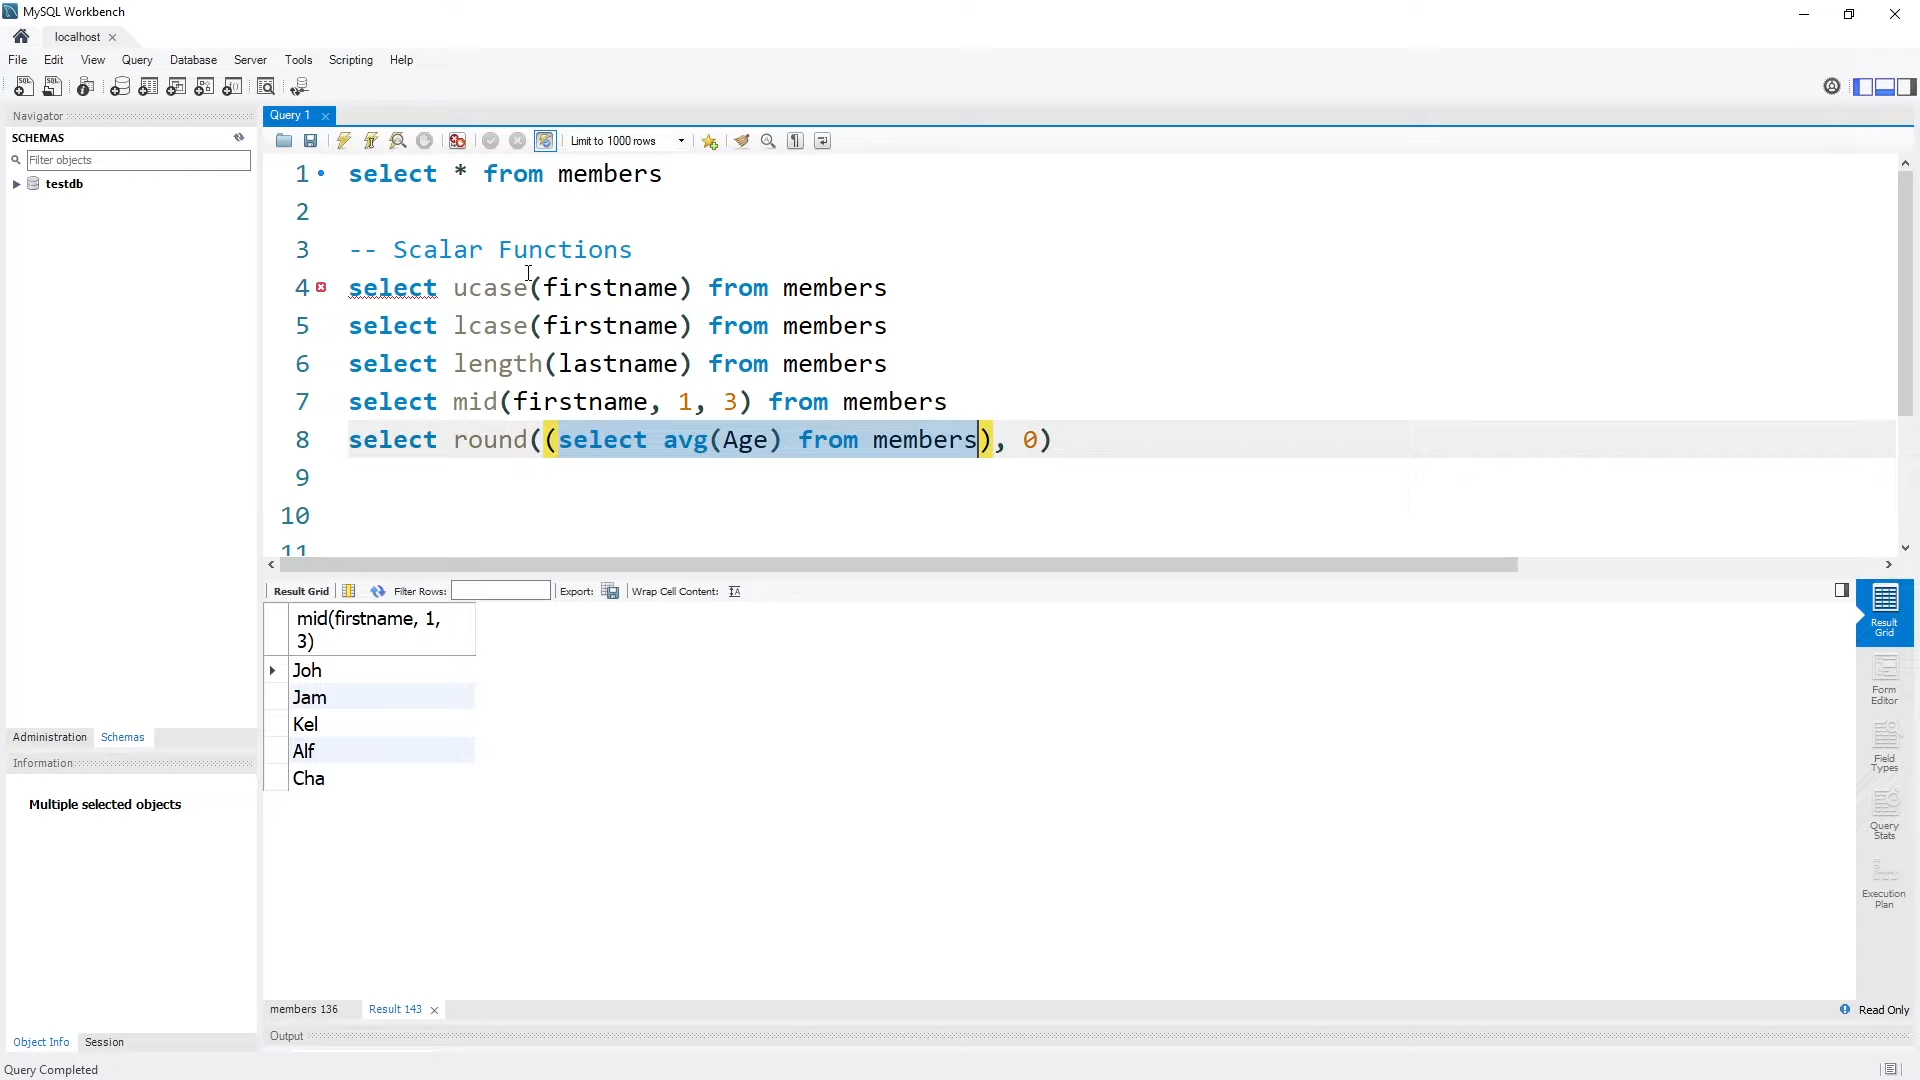 MySQL Workbench
localhost
File Edit View Query Database Server Tools Scripting Help
Navigator
SCHEMAS
Filter objects
testdb
Administration Schemas
Information
Multiple selected objects
Object Info Session
Query 1
Limit to 1000 rows
1 select * from members
2
3 -- Scalar Functions
4 select ucase(firstname) from members
5 select lcase(firstname) from members
6 select length(lastname) from members
7 select mid(firstname, 1, 3) from members
8 select round((select avg(Age) from members), 0)
9
10
11
Result Grid Filter Rows: Export: Wrap Cell Content:
mid(firstname, 1,
3)
Joh
Jam
Kel
Alf
Cha
Result
Grid
Form
Editor
Field
Types
Query
Stats
Execution
Plan
members 136 Result 143 Read Only
Output
Query Completed